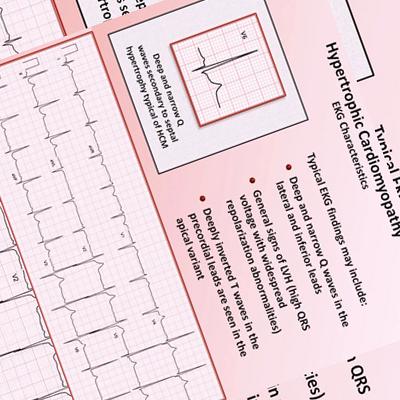 Typical
Hypertrophic Cardiomyopathy
EKG Characteristics
Typical EKG findings may include:
Deep and narrow Q waves in the
lateral and inferior leads
General signs of LVH (high QRS
voltage with widespread
repolarization abnormalities)
Deeply inverted T waves in the
precordial leads are seen in the
apical variant
V6
Deep and narrow Q
waves secondary to septal
hypertrophy typical of HCM
V2
QRS
ies)
in